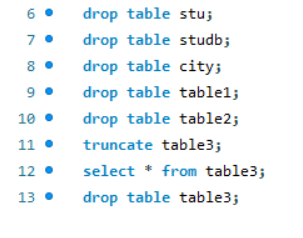 6 ● drop table stu;
7 ● drop table studb;
8 ● drop table city;
9 ● drop table table1;
10 ● drop table table2;
11 ● truncate table3;
12 ● select * from table3;
13 ● drop table table3;